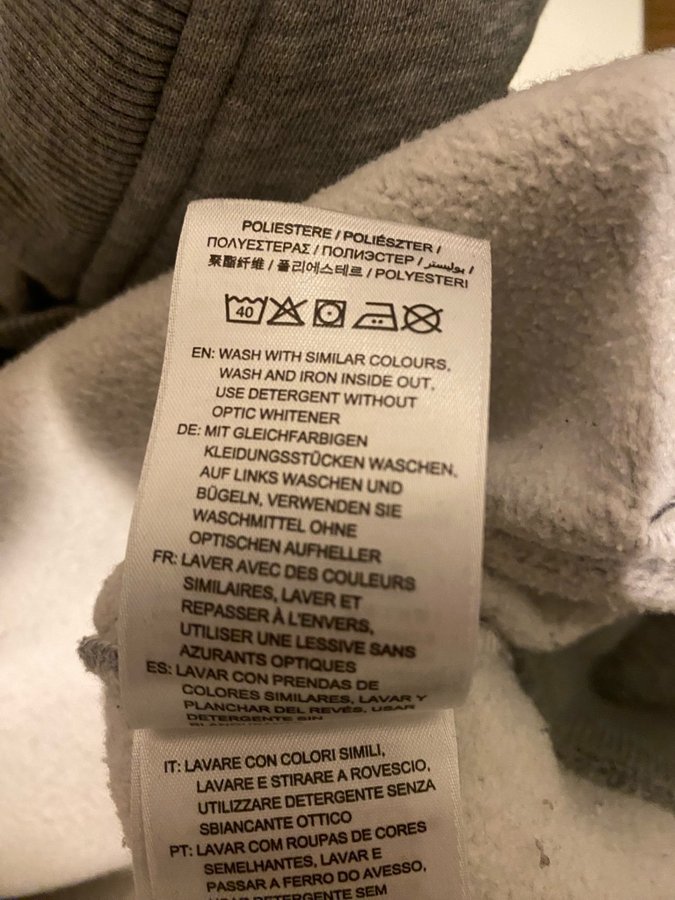 POLIESTERE / POLIÉSZTER /
ΠΟΛΥΕΣΤΕΡΑΣ / ПОЛИЭСТЕР / بوليستر /
聚酯纤维 / 폴리에스테르 / POLYESTERI
40
EN: WASH WITH SIMILAR COLOURS,
WASH AND IRON INSIDE OUT,
USE DETERGENT WITHOUT
OPTIC WHITENER
DE: MIT GLEICHFARBIGEN
KLEIDUNGSSTÜCKEN WASCHEN,
AUF LINKS WASCHEN UND
BÜGELN, VERWENDEN SIE
WASCHMITTEL OHNE
OPTISCHEN AUFHELLER
FR: LAVER AVEC DES COULEURS
SIMILAIRES, LAVER ET
REPASSER À L'ENVERS,
UTILISER UNE LESSIVE SANS
AZURANTS OPTIQUES
ES: LAVAR CON PRENDAS DE
COLORES SIMILARES, LAVAR Y
PLANCHAR DEL REVÉS, USAR
DETERGENTE SIN
IT: LAVARE CON COLORI SIMILI,
LAVARE E STIRARE A ROVESCIO,
UTILIZZARE DETERGENTE SENZA
SBIANCANTE OTTICO
PT: LAVAR COM ROUPAS DE CORES
SEMELHANTES, LAVAR E
PASSAR A FERRO DO AVESSO,
USAR DETERGENTE SEM